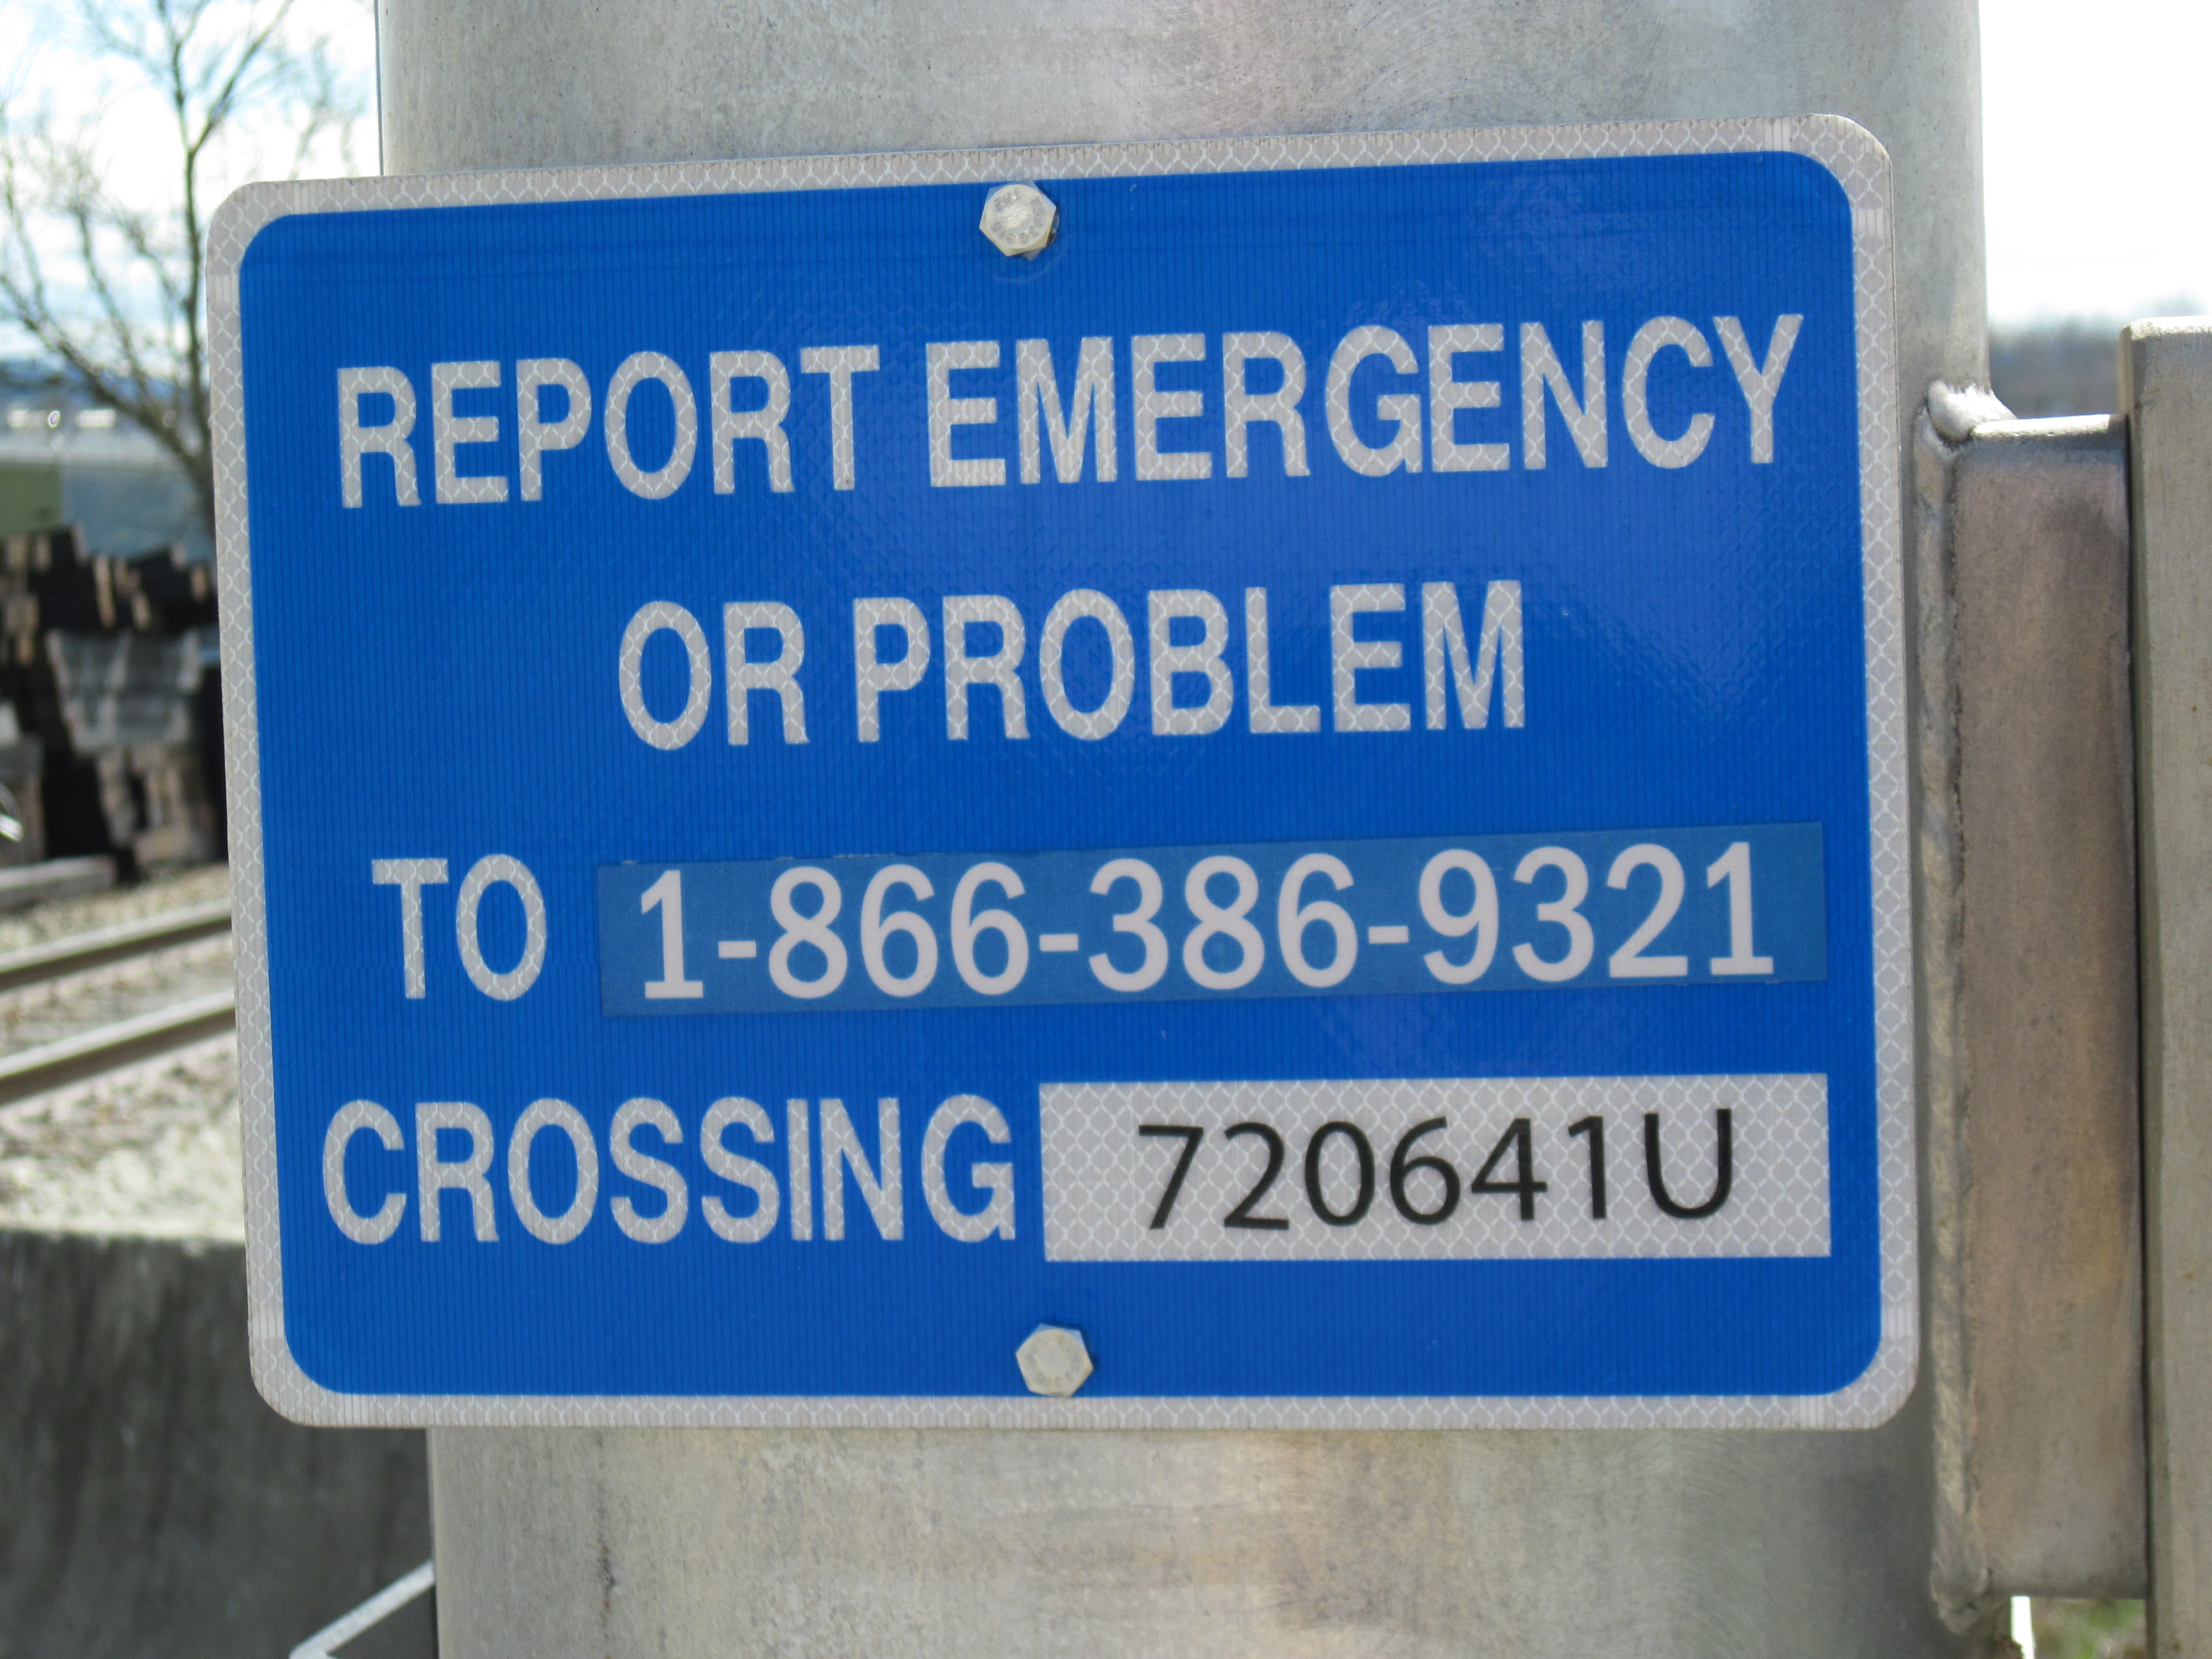 REPORT EMERGENCY
OR PROBLEM
TO 1-866-386-9321
CROSSING 720641U